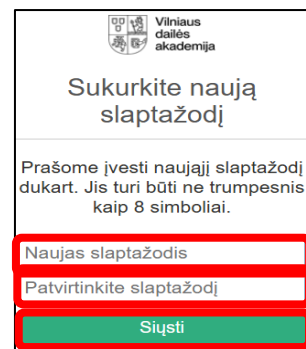 Vilniaus
dailės
akademija
Sukurkite naują
slaptažodį
Prašome įvesti naująjį slaptažodį
dukart. Jis turi būti ne trumpesnis
kaip 8 simboliai.
Naujas slaptažodis
Patvirtinkite slaptažodį
Siųsti